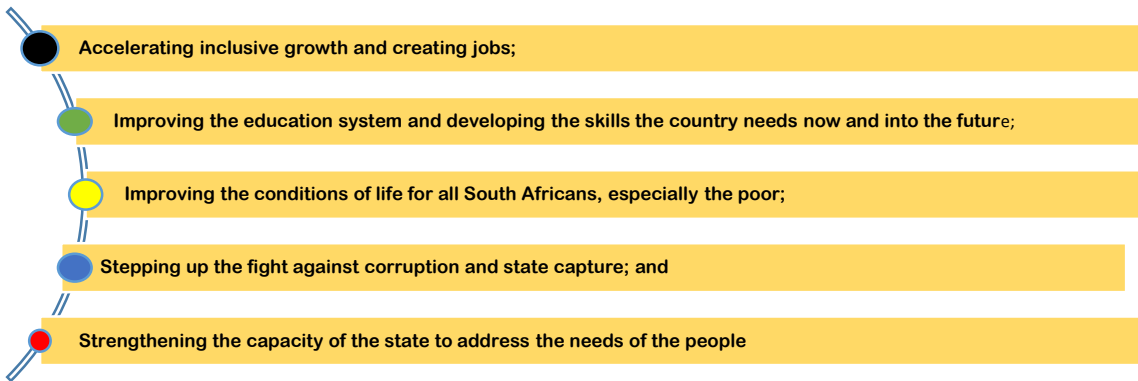 Accelerating inclusive growth and creating jobs;
Improving the education system and developing the skills the country needs now and into the future;
Improving the conditions of life for all South Africans, especially the poor;
Stepping up the fight against corruption and state capture; and
Strengthening the capacity of the state to address the needs of the people